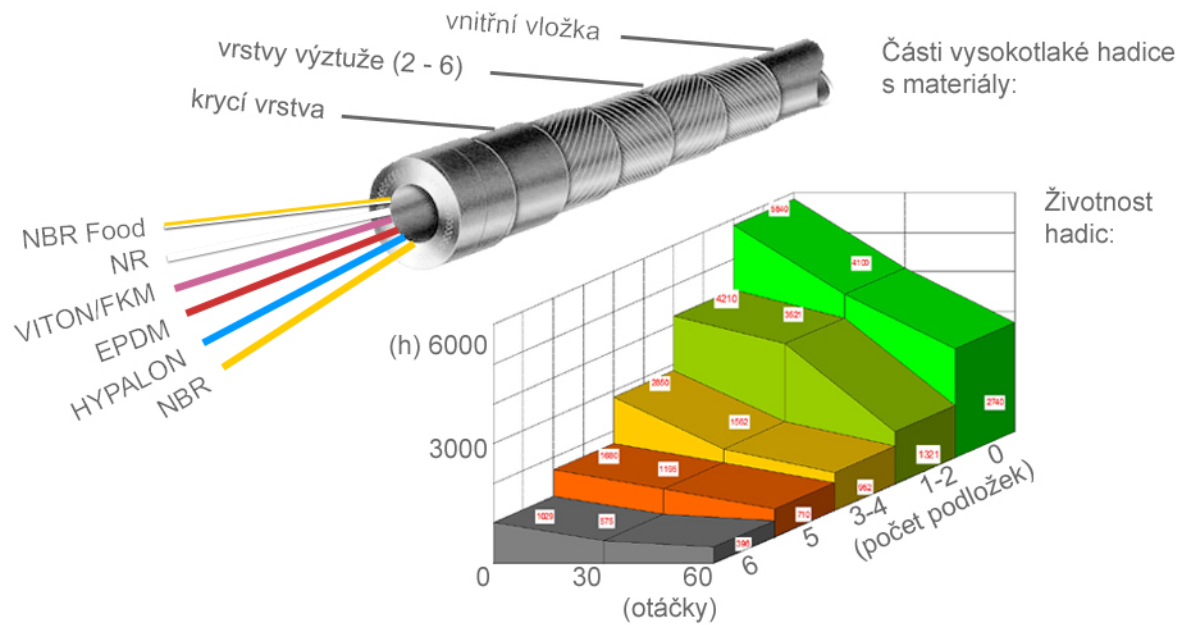 vnitřní vložka
vrstvy výztuže (2 - 6)
krycí vrstva
Části vysokotlaké hadice
s materiály:
NBR Food
NR
VITON/FKM
EPDM
HYPALON
NBR
Životnost
hadic:
(h) 6000
3000
5840
4100
2740
4210
3521
1321
2850
1562
962
1680
1195
710
1029
575
396
0
30
60
(otáčky)
6
5
3-4
1-2
0
(počet podložek)